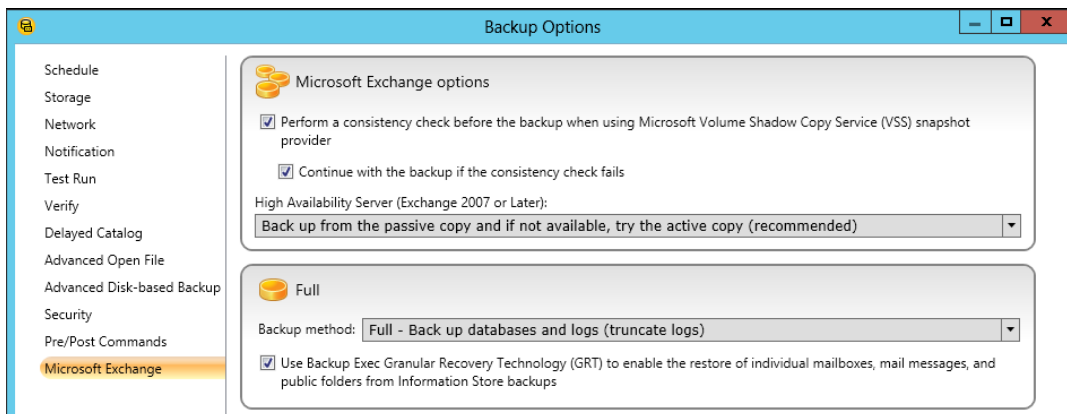 Backup Options
Schedule
Storage
Network
Notification
Test Run
Verify
Delayed Catalog
Advanced Open File
Advanced Disk-based Backup
Security
Pre/Post Commands
Microsoft Exchange
Microsoft Exchange options
Perform a consistency check before the backup when using Microsoft Volume Shadow Copy Service (VSS) snapshot
provider
Continue with the backup if the consistency check fails
High Availability Server (Exchange 2007 or Later):
Back up from the passive copy and if not available, try the active copy (recommended)
Full
Backup method: Full - Back up databases and logs (truncate logs)
Use Backup Exec Granular Recovery Technology (GRT) to enable the restore of individual mailboxes, mail messages, and
public folders from Information Store backups